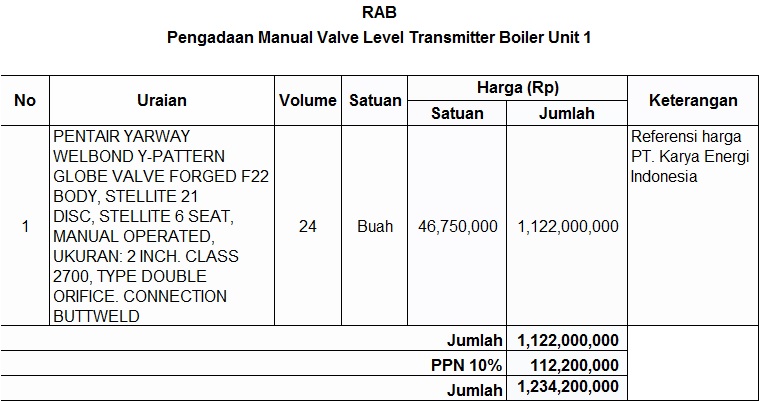 RAB
Pengadaan Manual Valve Level Transmitter Boiler Unit 1
No Uraian Volume Satuan Harga (Rp) Keterangan
Satuan Jumlah
1 PENTAIR YARWAY WELBOND Y-PATTERN GLOBE VALVE FORGED F22 BODY, STELLITE 21 DISC, STELLITE 6 SEAT, MANUAL OPERATED, UKURAN: 2 INCH. CLASS 2700, TYPE DOUBLE ORIFICE. CONNECTION BUTTWELD 24 Buah 46,750,000 1,122,000,000 Referensi harga PT. Karya Energi Indonesia
Jumlah 1,122,000,000
PPN 10% 112,200,000
Jumlah 1,234,200,000